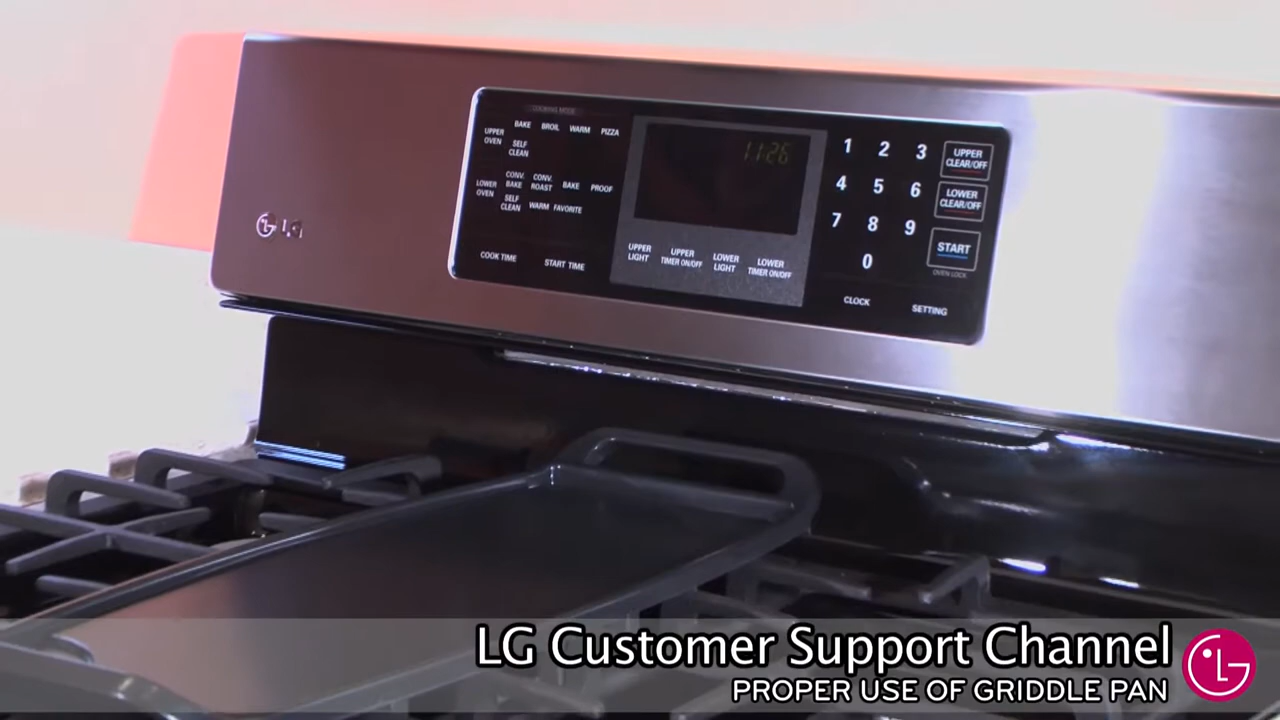 COOKING MODE
UPPER OVEN
BAKE BROIL WARM PIZZA
SELF CLEAN
LOWER OVEN
CONV. BAKE CONV. ROAST BAKE PROOF
SELF CLEAN WARM FAVORITE
COOK TIME START TIME
11:26
UPPER LIGHT UPPER TIMER ON/OFF LOWER LIGHT LOWER TIMER ON/OFF
1 2 3
4 5 6
7 8 9
0
CLOCK SETTING
UPPER CLEAR/OFF
LOWER CLEAR/OFF
START
OVEN LOCK
LG
LG Customer Support Channel
PROPER USE OF GRIDDLE PAN